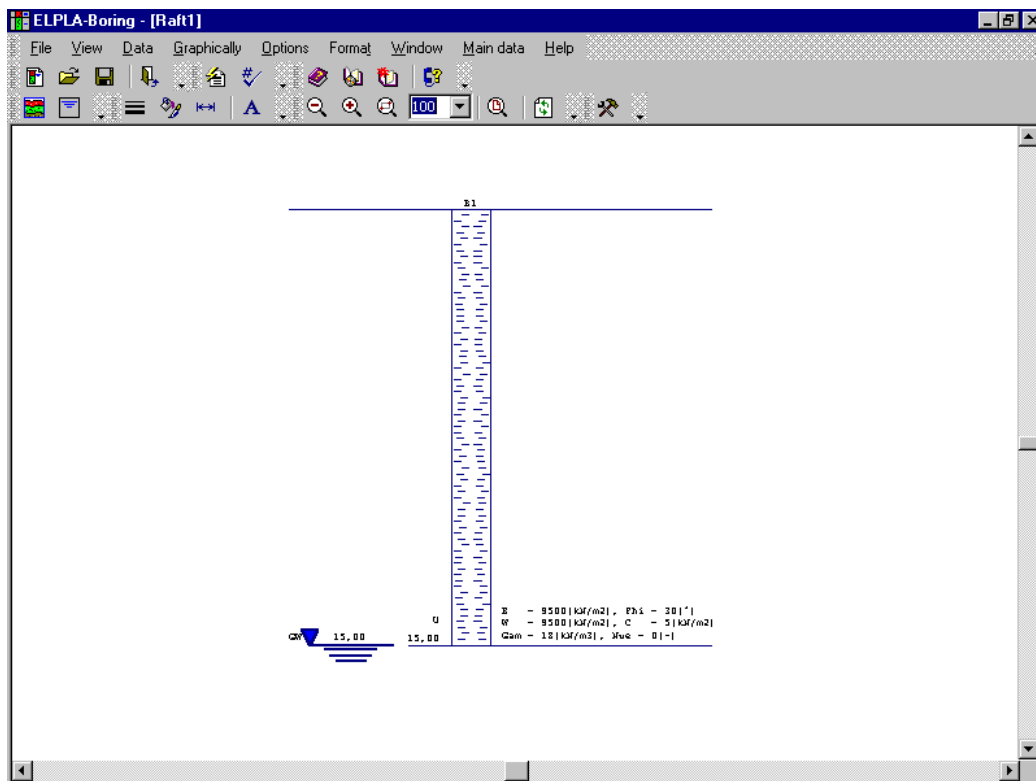 ELPLA-Boring - [Raft1]
File View Data Graphically Options Format Window Main data Help
100
B1
U
E = 9500[kN/m2], Phi = 30[°]
W = 9500[kN/m2], C = 5[kN/m2]
GW 15,00
15,00
Gam = 18[kN/m3], Nue = 0[-]